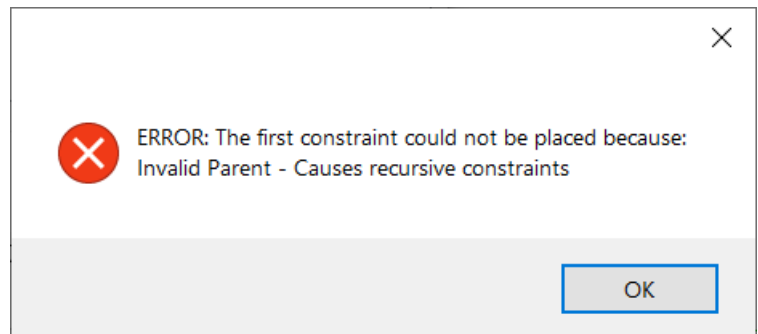 ERROR: The first constraint could not be placed because:
Invalid Parent - Causes recursive constraints
OK